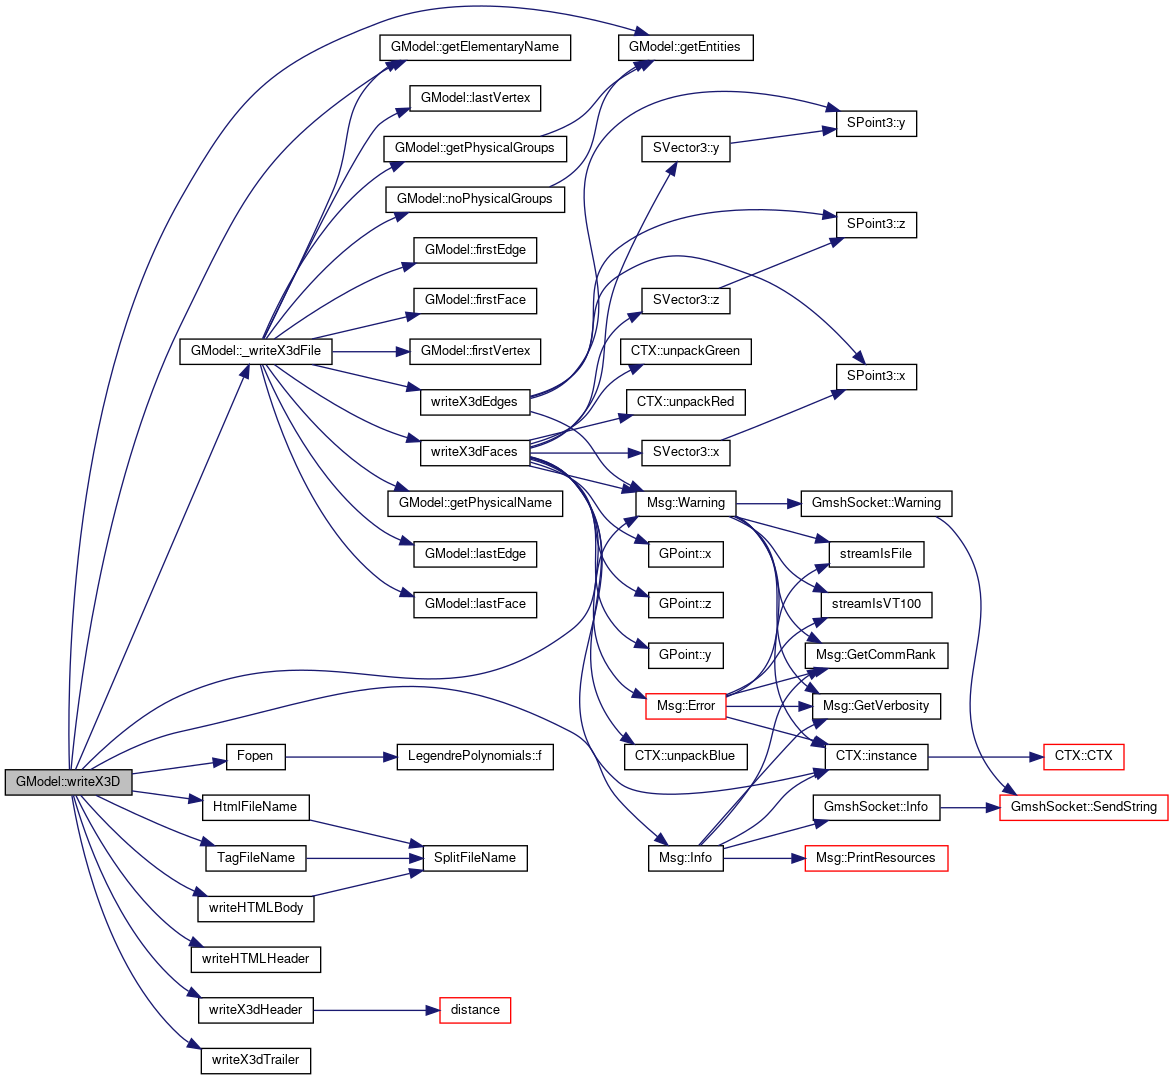 GModel::getElementaryName
GModel::getEntities
GModel::lastVertex
SPoint3::y
GModel::getPhysicalGroups
SVector3::y
GModel::noPhysicalGroups
SPoint3::z
GModel::firstEdge
GModel::firstFace
SVector3::z
GModel::_writeX3dFile
GModel::firstVertex
CTX::unpackGreen
SPoint3::x
writeX3dEdges
CTX::unpackRed
writeX3dFaces
SVector3::x
GModel::getPhysicalName
Msg::Warning
GmshSocket::Warning
GModel::lastEdge
GPoint::x
streamIsFile
GModel::lastFace
GPoint::z
streamIsVT100
GPoint::y
Msg::GetCommRank
Msg::Error
Msg::GetVerbosity
Fopen
LegendrePolynomials::f
CTX::unpackBlue
CTX::instance
CTX::CTX
GModel::writeX3D
HtmlFileName
GmshSocket::Info
GmshSocket::SendString
TagFileName
SplitFileName
Msg::Info
Msg::PrintResources
writeHTMLBody
writeHTMLHeader
writeX3dHeader
distance
writeX3dTrailer